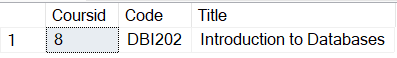 Coursid Code Title
1 8 DBI202 Introduction to Databases